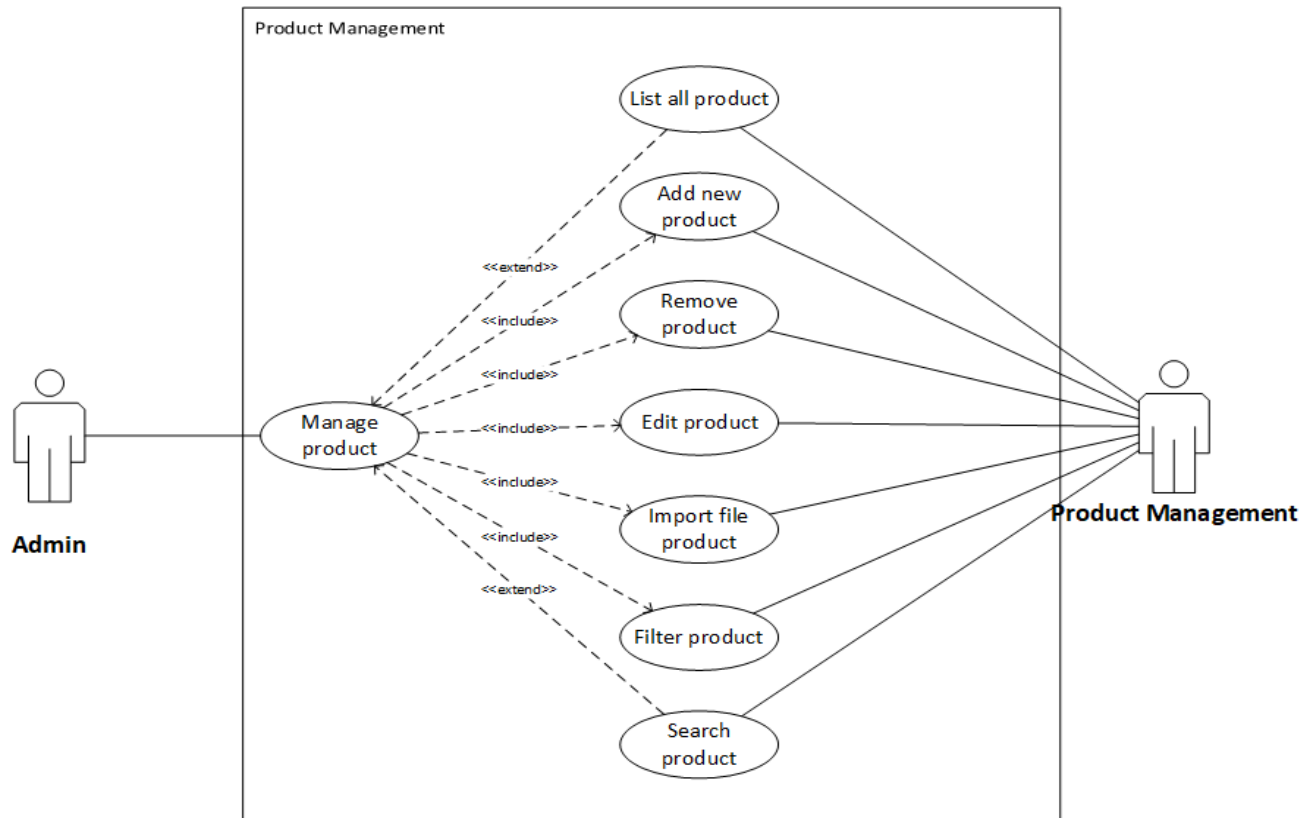 Product Management
List all product
Add new
product
<<extend>>
<<include>>
Remove
product
<<include>>
Manage
product
<<include>>
Edit product
<<include>>
Import file
product
<<include>>
Filter product
<<extend>>
Search
product
Admin
Product Management